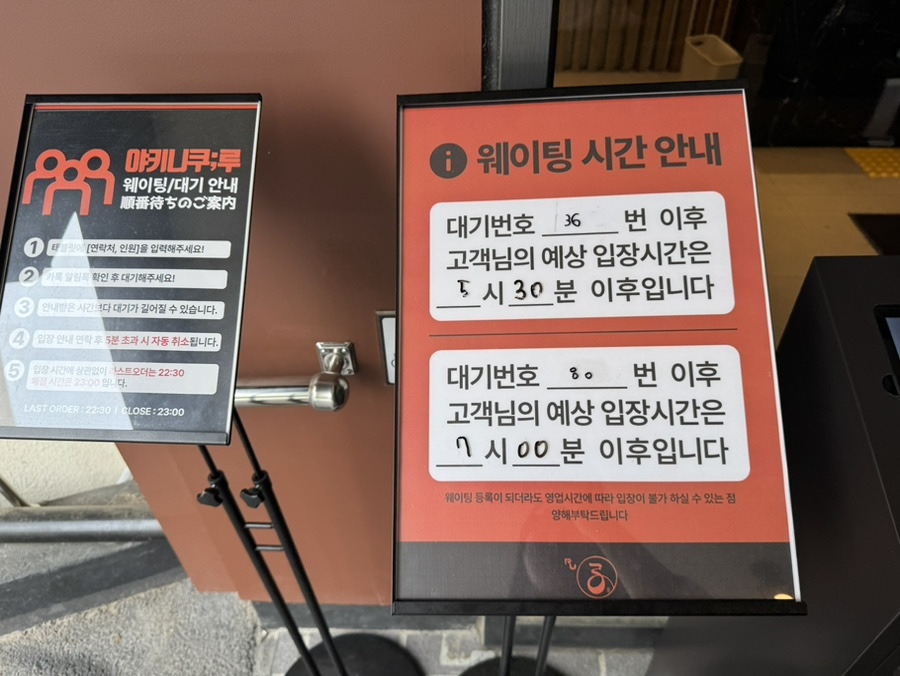 야키니쿠;루
웨이팅/대기 안내
順番待ちのご案内
1 태블릿에 [연락처, 인원]을 입력해주세요!
2 카톡 알림톡 확인 후 대기해주세요!
3 안내받은 시간보다 대기가 길어질 수 있습니다.
4 입장 안내 연락 후 5분 초과 시 자동 취소됩니다.
5 입장 시간에 상관없이 라스트오더는 22:30
매장 시간은 23:00 입니다.
LAST ORDER : 22:30 | CLOSE : 23:00
i 웨이팅 시간 안내
대기번호 36 번 이후
고객님의 예상 입장시간은
5 시 30 분 이후입니다
대기번호 80 번 이후
고객님의 예상 입장시간은
7 시 00 분 이후입니다
웨이팅 등록이 되더라도 영업시간에 따라 입장이 불가 하실 수 있는 점
양해부탁드립니다